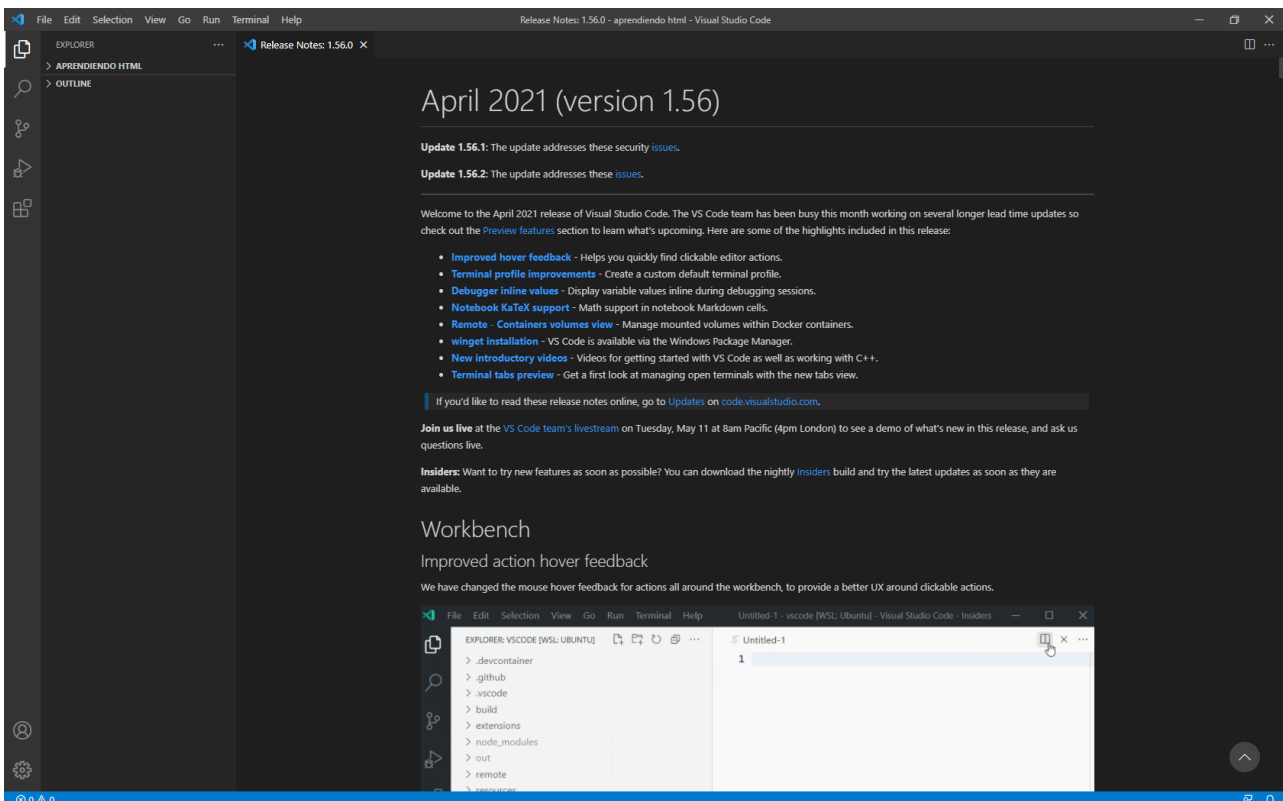 File Edit Selection View Go Run Terminal Help
Release Notes: 1.56.0 - aprendiendo html - Visual Studio Code
EXPLORER
Release Notes: 1.56.0
APRENDIENDO HTML
OUTLINE
April 2021 (version 1.56)
Update 1.56.1: The update addresses these security issues.
Update 1.56.2: The update addresses these issues.
Welcome to the April 2021 release of Visual Studio Code. The VS Code team has been busy this month working on several longer lead time updates so
check out the Preview features section to learn what's upcoming. Here are some of the highlights included in this release:
• Improved hover feedback - Helps you quickly find clickable editor actions.
• Terminal profile improvements - Create a custom default terminal profile.
• Debugger inline values - Display variable values inline during debugging sessions.
• Notebook KaTeX support - Math support in notebook Markdown cells.
• Remote - Containers volumes view - Manage mounted volumes within Docker containers.
• winget installation - VS Code is available via the Windows Package Manager.
• New introductory videos - Videos for getting started with VS Code as well as working with C++.
• Terminal tabs preview - Get a first look at managing open terminals with the new tabs view.
If you'd like to read these release notes online, go to Updates on code.visualstudio.com.
Join us live at the VS Code team's livestream on Tuesday, May 11 at 8am Pacific (4pm London) to see a demo of what's new in this release, and ask us
questions live.
Insiders: Want to try new features as soon as possible? You can download the nightly Insiders build and try the latest updates as soon as they are
available.
Workbench
Improved action hover feedback
We have changed the mouse hover feedback for actions all around the workbench, to provide a better UX around clickable actions.
File Edit Selection View Go Run Terminal Help
Untitled-1 - vscode [WSL: Ubuntu] - Visual Studio Code - Insiders
EXPLORER: VSCODE [WSL: UBUNTU]
Untitled-1
1
.devcontainer
.github
.vscode
build
extensions
node_modules
out
remote
resources
0 0